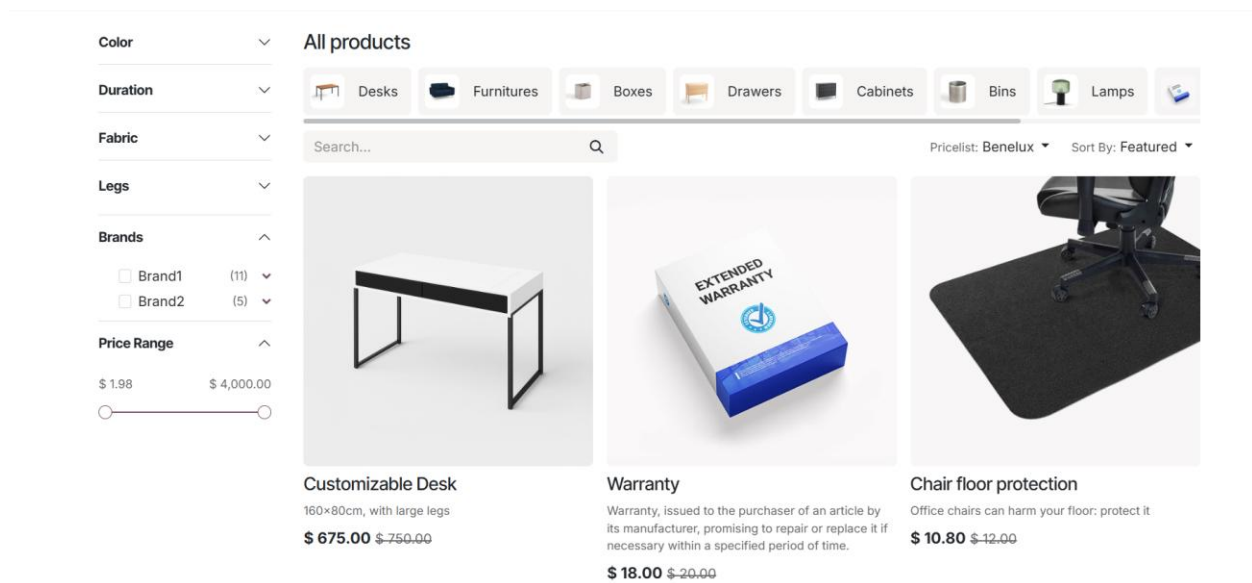 Color
Duration
Fabric
Legs
Brands
Brand1 (11)
Brand2 (5)
Price Range
$ 1.98 $ 4,000.00
All products
Desks Furnitures Boxes Drawers Cabinets Bins Lamps
Search...
Pricelist: Benelux Sort By: Featured
EXTENDED
WARRANTY
Customizable Desk
160×80cm, with large legs
$ 675.00 $ 750.00
Warranty
Warranty, issued to the purchaser of an article by
its manufacturer, promising to repair or replace it if
necessary within a specified period of time.
$ 18.00 $ 20.00
Chair floor protection
Office chairs can harm your floor: protect it
$ 10.80 $ 12.00